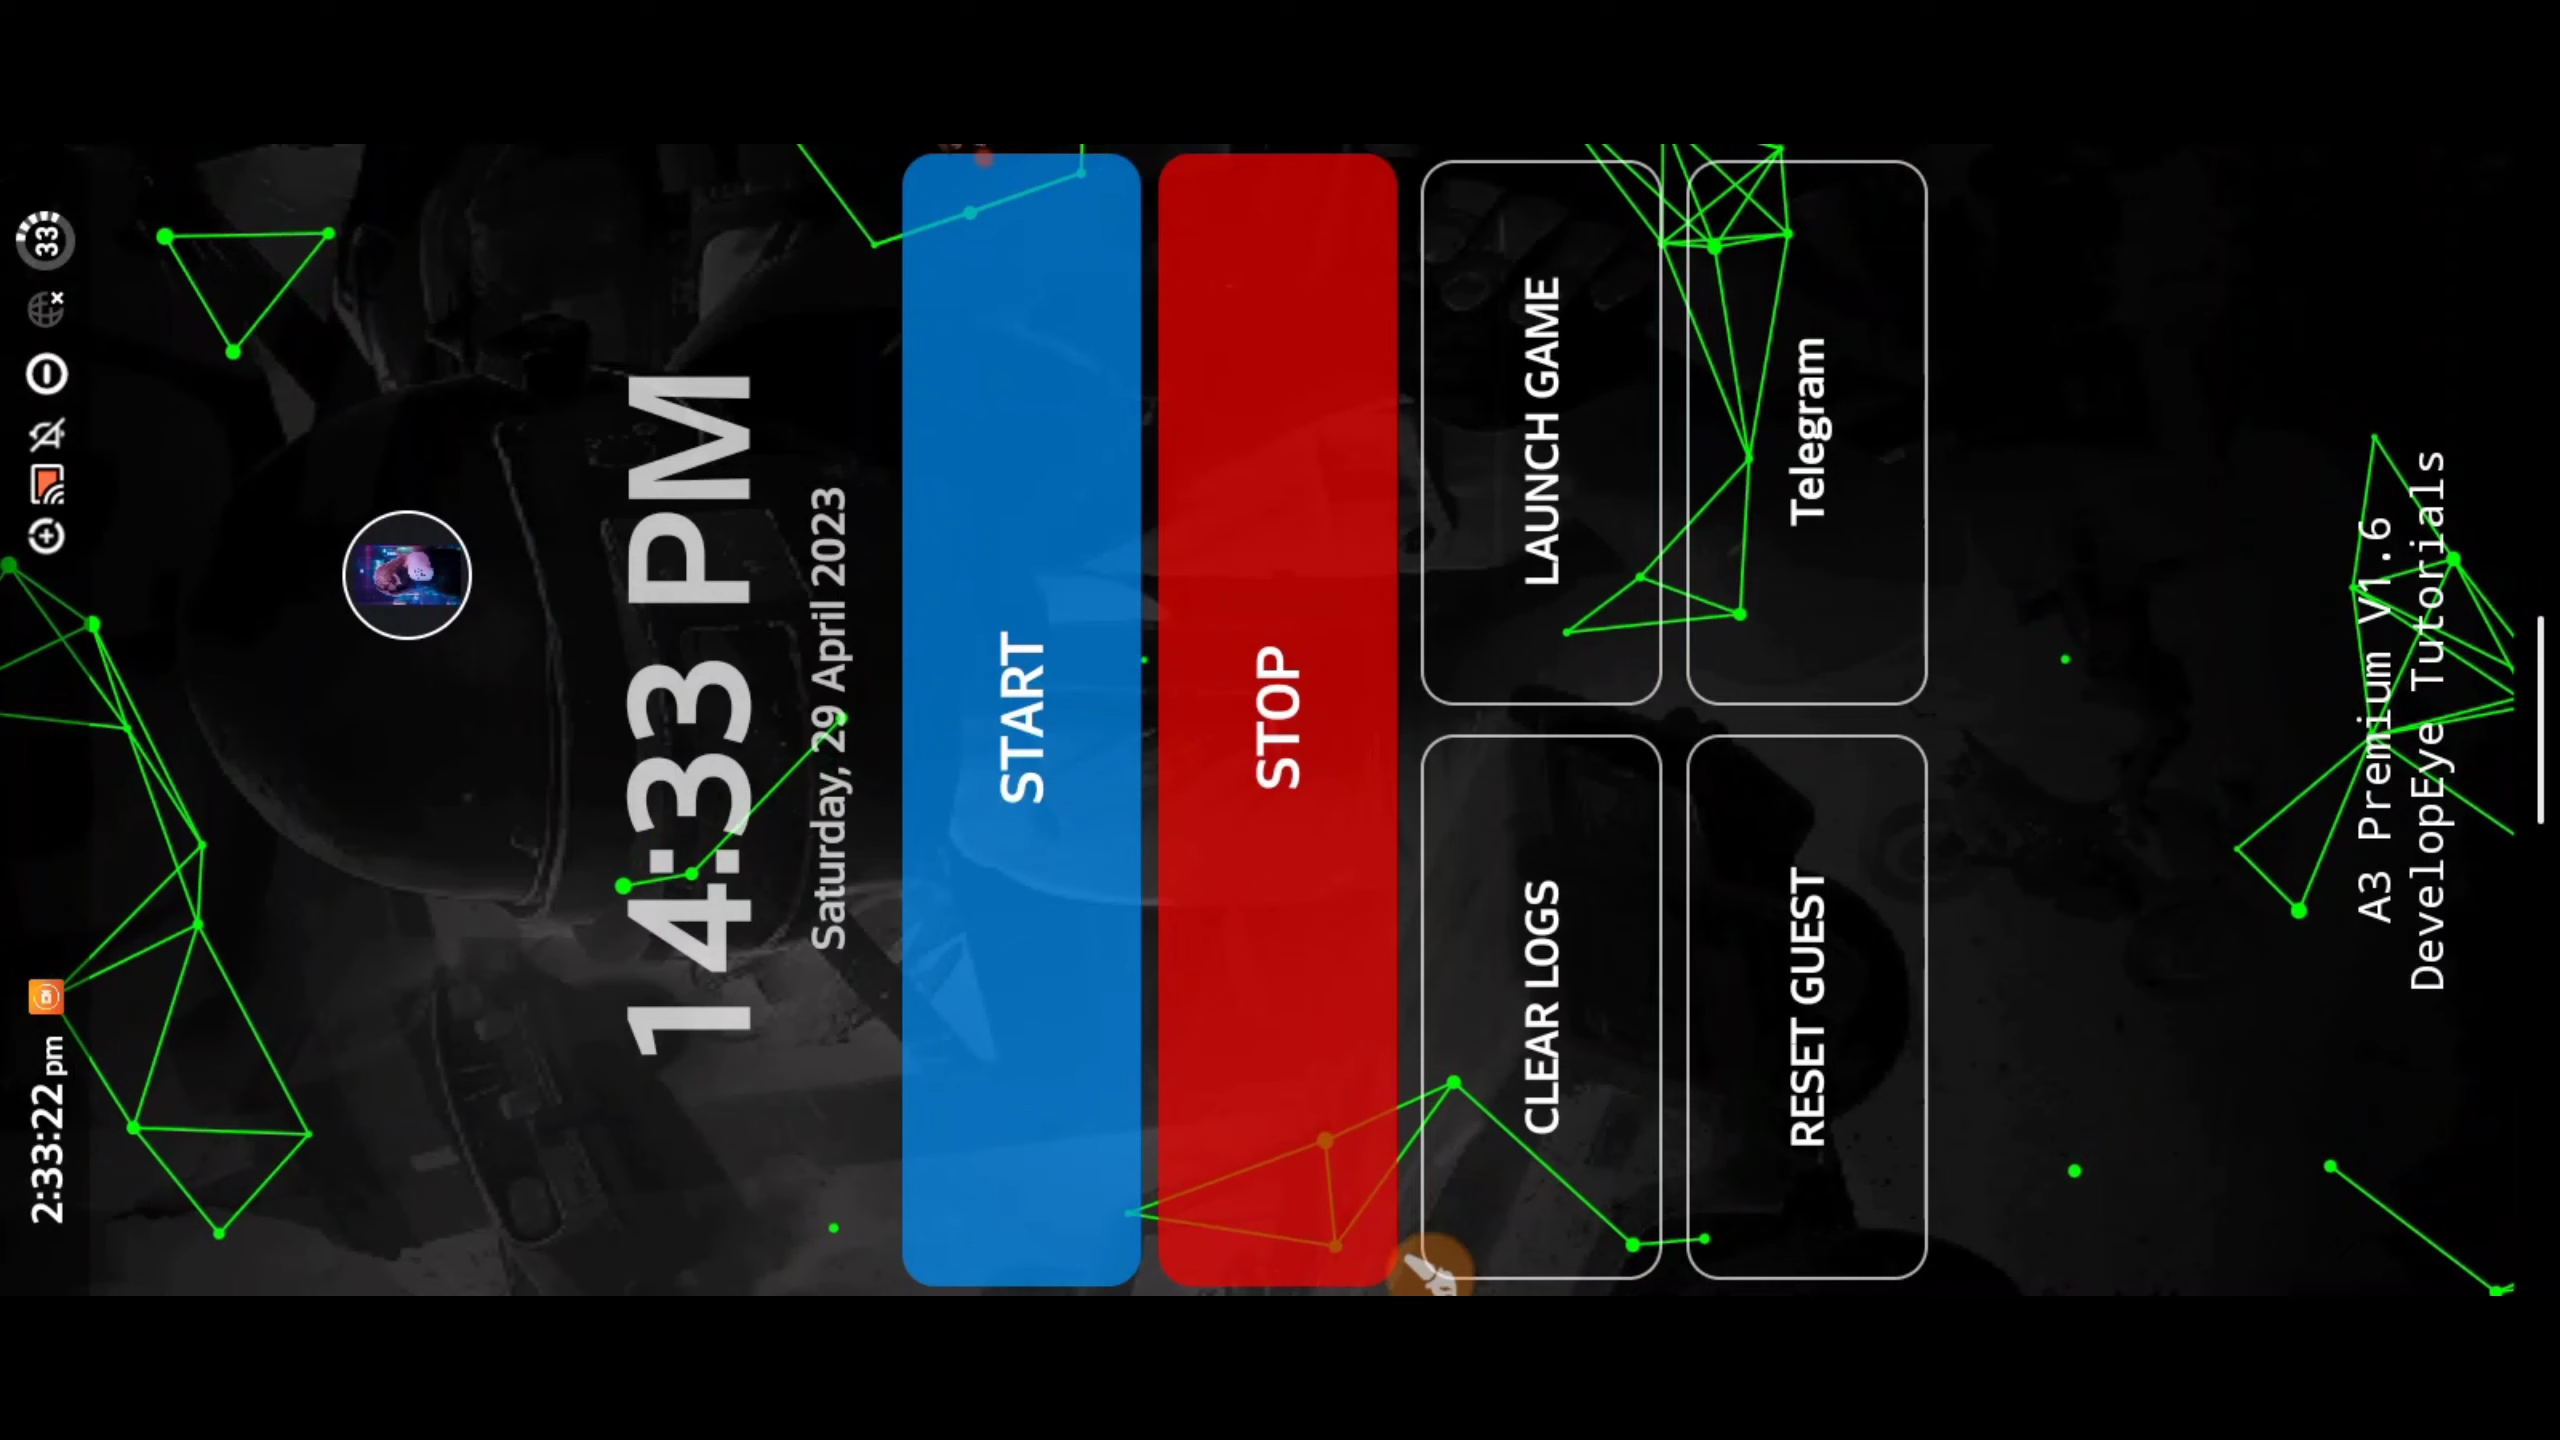 2:33:22 pm
33
14:33 PM
Saturday, 29 April 2023
START
STOP
CLEAR LOGS
LAUNCH GAME
RESET GUEST
Telegram
A3 Premium V1.6
DevelopEye Tutorials